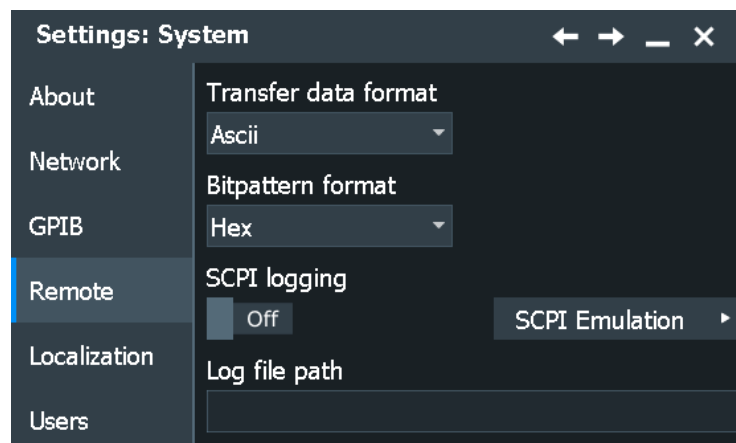 Settings: System
About
Network
GPIB
Remote
Localization
Users
Transfer data format
Ascii
Bitpattern format
Hex
SCPI logging
Off
SCPI Emulation
Log file path